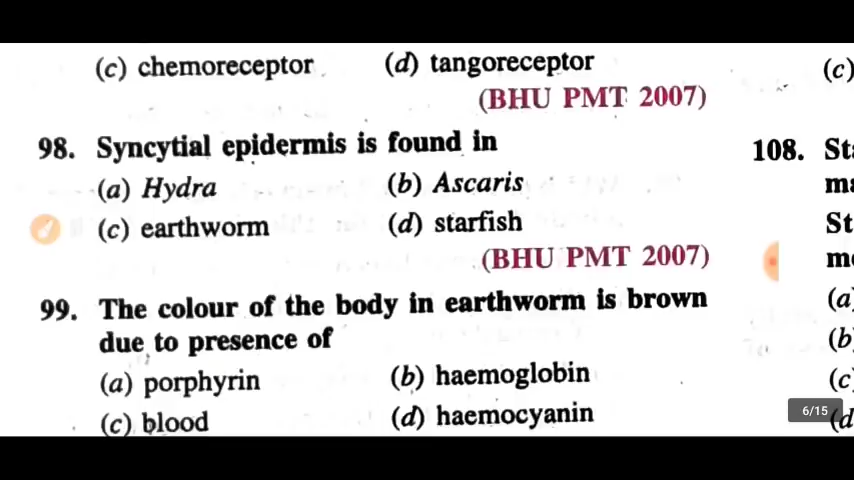 (c) chemoreceptor
(d) tangoreceptor
(BHU PMT 2007)
98. Syncytial epidermis is found in
(a) Hydra
(b) Ascaris
(c) earthworm
(d) starfish
(BHU PMT 2007)
99. The colour of the body in earthworm is brown
due to presence of
(a) porphyrin
(b) haemoglobin
(c) blood
(d) haemocyanin
(c)
108. St
St
(a
(b
(c
(d
6/15